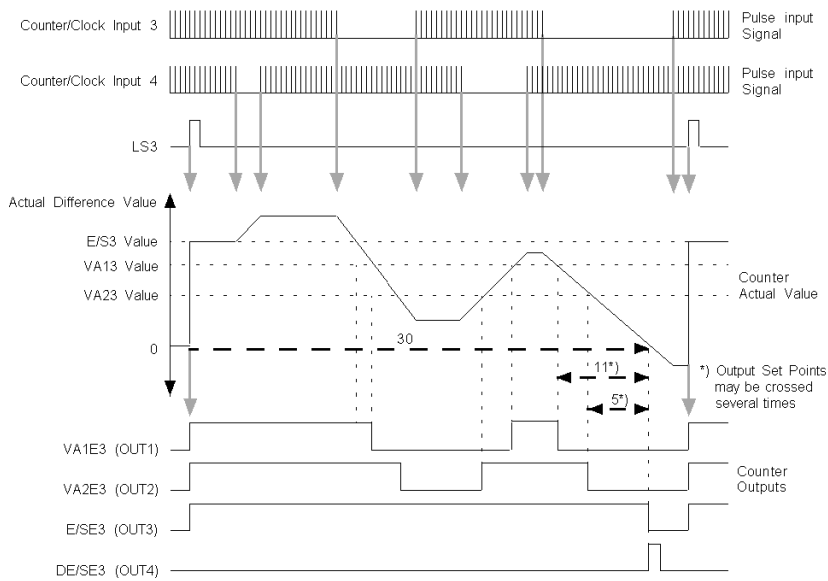 Counter/Clock Input 3
Pulse input
Signal
Counter/Clock Input 4
Pulse input
Signal
LS3
Actual Difference Value
E/S3 Value
VA13 Value
VA23 Value
Counter
Actual Value
0
30
11*)
5*)
*) Output Set Points
may be crossed
several times
VA1E3 (OUT1)
VA2E3 (OUT2)
Counter
Outputs
E/SE3 (OUT3)
DE/SE3 (OUT4)